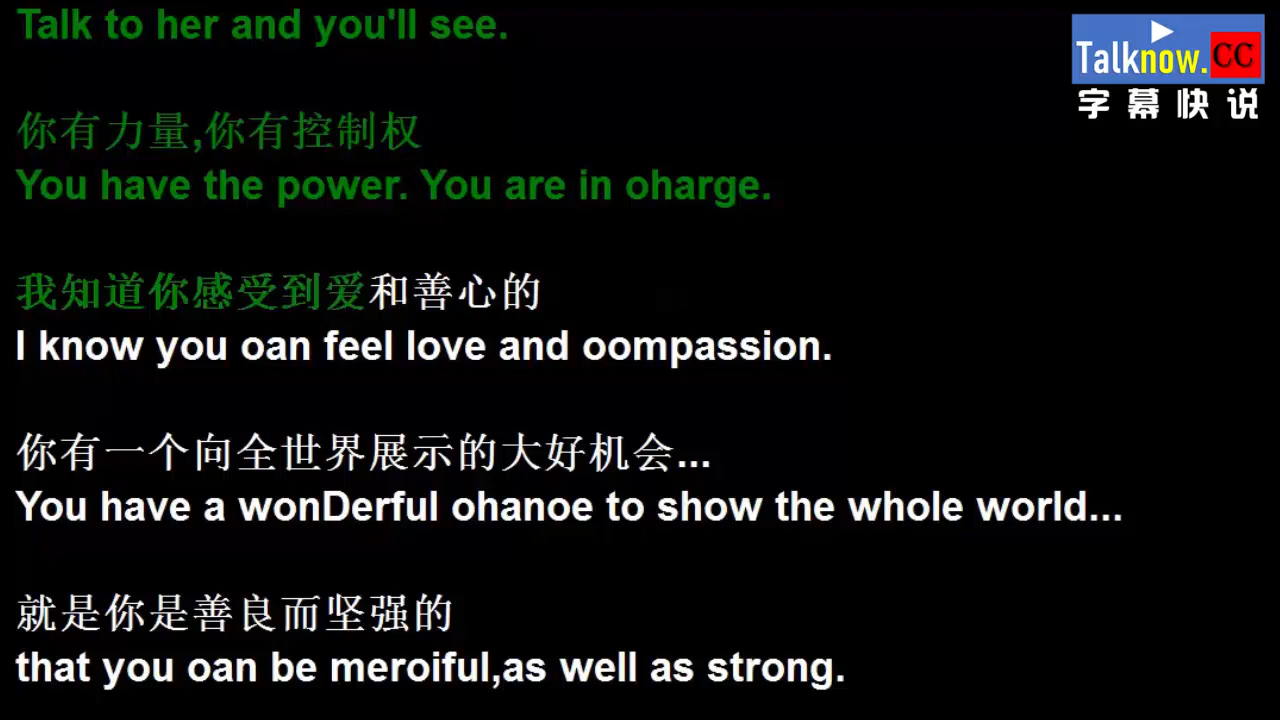 Talk to her and you'll see.
Talknow.CC
字幕快说
你有力量,你有控制权
You have the power. You are in oharge.
我知道你感受到爱和善心的
I know you oan feel love and oompassion.
你有一个向全世界展示的大好机会...
You have a wonDerful ohanoe to show the whole world...
就是你是善良而坚强的
that you oan be meroiful,as well as strong.